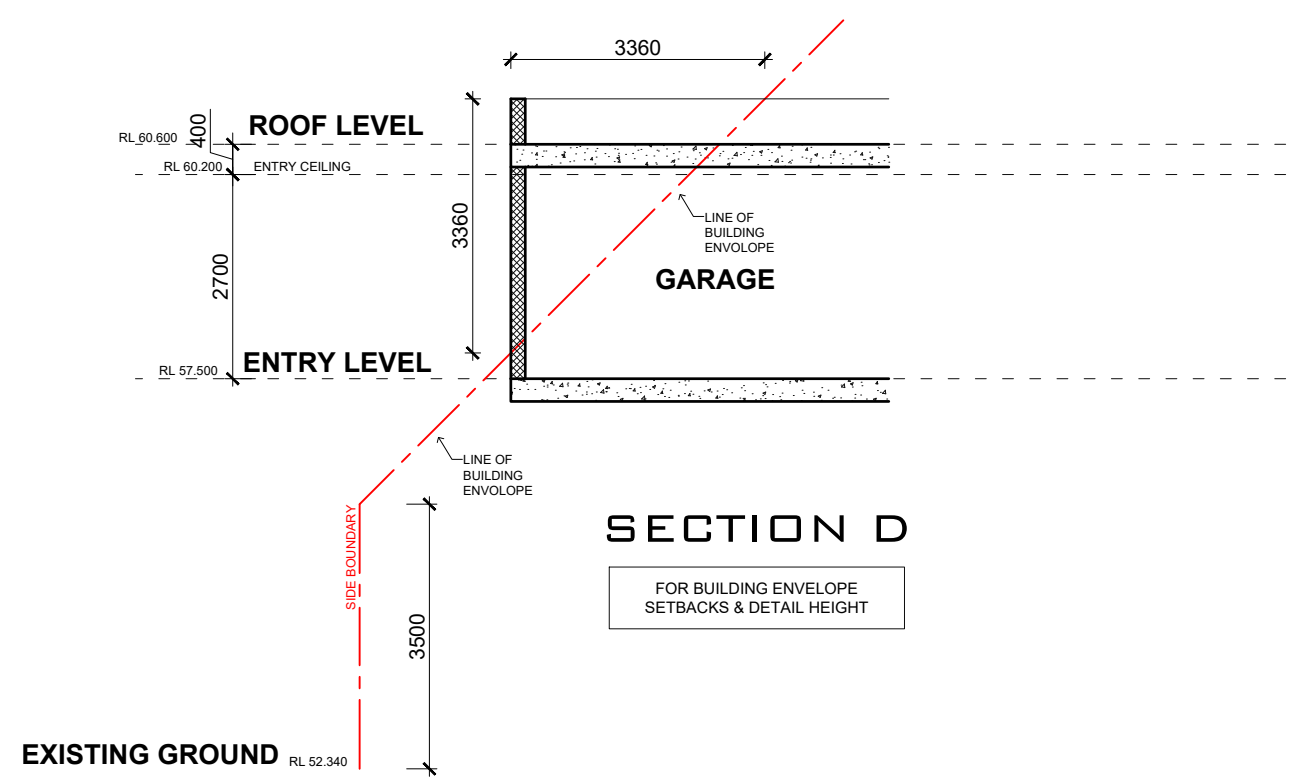 3360
ROOF LEVEL
400
RL 60.600
RL 60.200
ENTRY CEILING
3360
LINE OF
BUILDING
ENVOLOPE
GARAGE
2700
ENTRY LEVEL
RL 57.500
LINE OF
BUILDING
ENVOLOPE
SIDE BOUNDARY
3500
SECTION D
FOR BUILDING ENVELOPE
SETBACKS & DETAIL HEIGHT
EXISTING GROUND RL 52.340